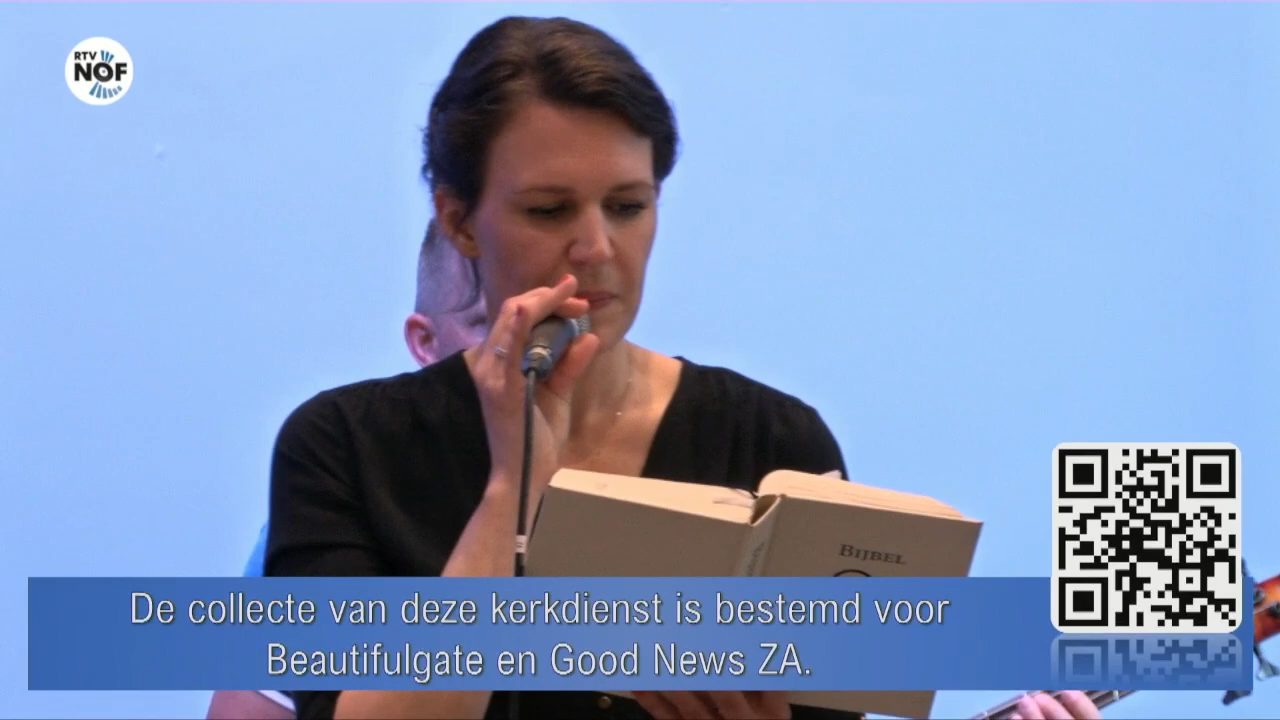 RTV
NOF
BIJBEL
De collecte van deze kerkdienst is bestemd voor
Beautifulgate en Good News ZA.